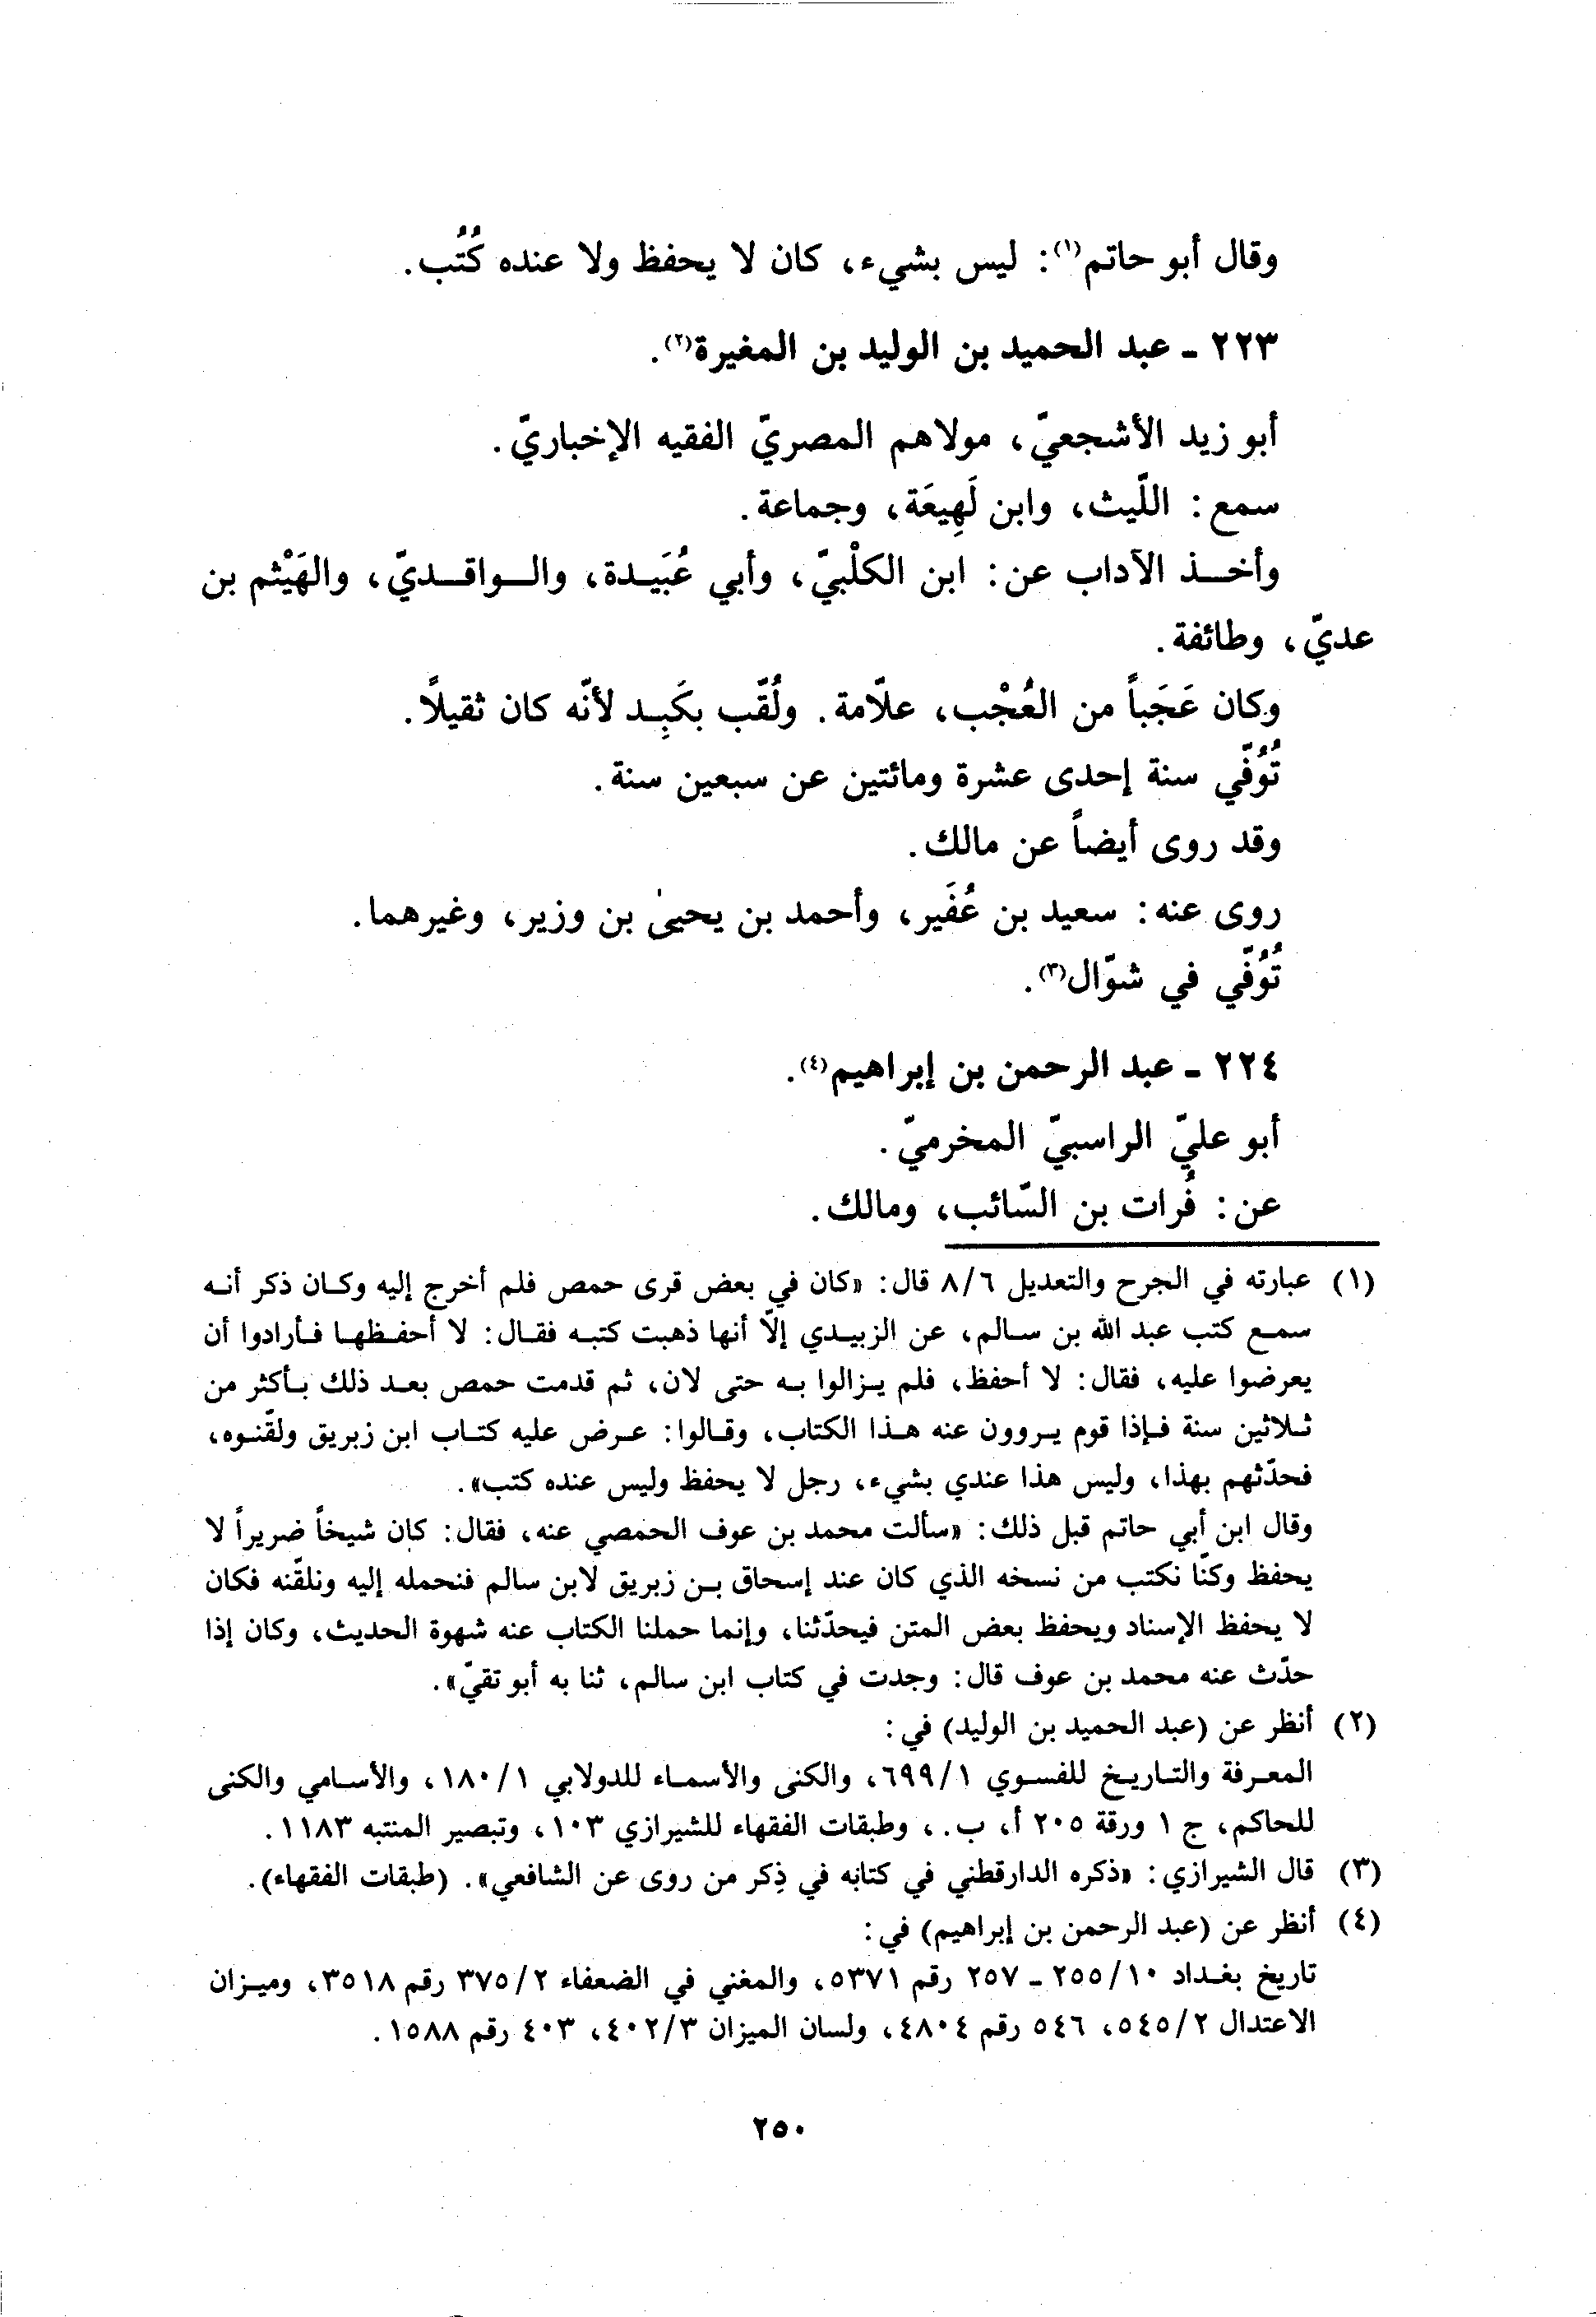 وقال أبو حاتم(١): ليس بشيء، كان لا يحفظ ولا عنده كُتُب.
٢٢٣ ـ عبد الحميد بن الوليد بن المغيرة(٢).
أبو زيد الأشجعيّ، مولاهم المصريّ الفقيه الإخباريّ.
سمع: اللّيث، وابن لَهِيعَة، وجماعة.
وأخذ الآداب عن: ابن الكلْبيّ، وأبي عُبَيدة، والواقديّ، والهَيْثم بن
عديّ، وطائفة.
وكان عَجَباً من العُجْب، علّامة. ولُقّب بكَبِد لأنّه كان ثقيلاً.
تُوُفّي سنة إحدى عشرة ومائتين عن سبعين سنة.
وقد روى أيضاً عن مالك.
روى عنه: سعيد بن عُفَير، وأحمد بن يحيىٰ بن وزير، وغيرهما.
تُوُفّي في شوّال(٣).
٢٢٤ ـ عبد الرحمن بن إبراهيم(٤).
أبو عليّ الراسبيّ المخرميّ.
عن: فُرات بن السّائب، ومالك.
(١) عبارته في الجرح والتعديل ٨/٦ قال: «كان في بعض قرى حمص فلم أخرج إليه وكان ذكر أنه
سمع كتب عبد الله بن سالم، عن الزبيدي إلّا أنها ذهبت كتبه فقال: لا أحفظها فأرادوا أن
يعرضوا عليه، فقال: لا أحفظ، فلم يزالوا به حتى لان، ثم قدمت حمص بعد ذلك بأكثر من
ثلاثين سنة فإذا قوم يروون عنه هذا الكتاب، وقالوا: عرض عليه كتاب ابن زبريق ولقّنوه،
فحدّثهم بهذا، وليس هذا عندي بشيء، رجل لا يحفظ وليس عنده كتب».
وقال ابن أبي حاتم قبل ذلك: «سألت محمد بن عوف الحمصي عنه، فقال: كان شيخاً ضريراً لا
يحفظ وكنّا نكتب من نسخه الذي كان عند إسحاق بن زبريق لابن سالم فنحمله إليه ونلقّنه فكان
لا يحفظ الإسناد ويحفظ بعض المتن فيحدّثنا، وإنما حملنا الكتاب عنه شهوة الحديث، وكان إذا
حدّث عنه محمد بن عوف قال: وجدت في كتاب ابن سالم، ثنا به أبو تقيّ».
(٢) أنظر عن (عبد الحميد بن الوليد) في:
المعرفة والتاريخ للفسوي ٦٩٩/١، والكنى والأسماء للدولابي ١٨٠/١، والأسامي والكنى
للحاكم، ج ١ ورقة ٢٠٥ أ، ب.، وطبقات الفقهاء للشيرازي ١٠٣، وتبصير المنتبه ١١٨٣.
(٣) قال الشيرازي: «ذكره الدارقطني في كتابه في ذِكر من روى عن الشافعي». (طبقات الفقهاء).
(٤) أنظر عن (عبد الرحمن بن إبراهيم) في:
تاريخ بغداد ٢٥٥/١٠ ـ ٢٥٧ رقم ٥٣٧١، والمغني في الضعفاء ٣٧٥/٢ رقم ٣٥١٨، وميزان
الاعتدال ٥٤٥/٢، ٥٤٦ رقم ٤٨٠٤، ولسان الميزان ٤٠٢/٣، ٤٠٣ رقم ١٥٨٨.
٢٥٠